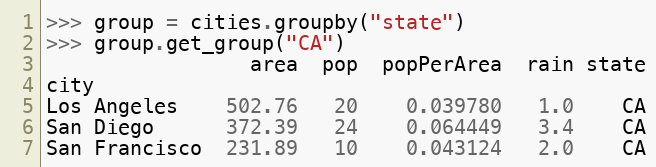 1 >>> group = cities.groupby("state")
2 >>> group.get_group("CA")
3                area  pop  popPerArea  rain state
4 city
5 Los Angeles    502.76   20    0.039780   1.0    CA
6 San Diego      372.39   24    0.064449   3.4    CA
7 San Francisco  231.89   10    0.043124   2.0    CA